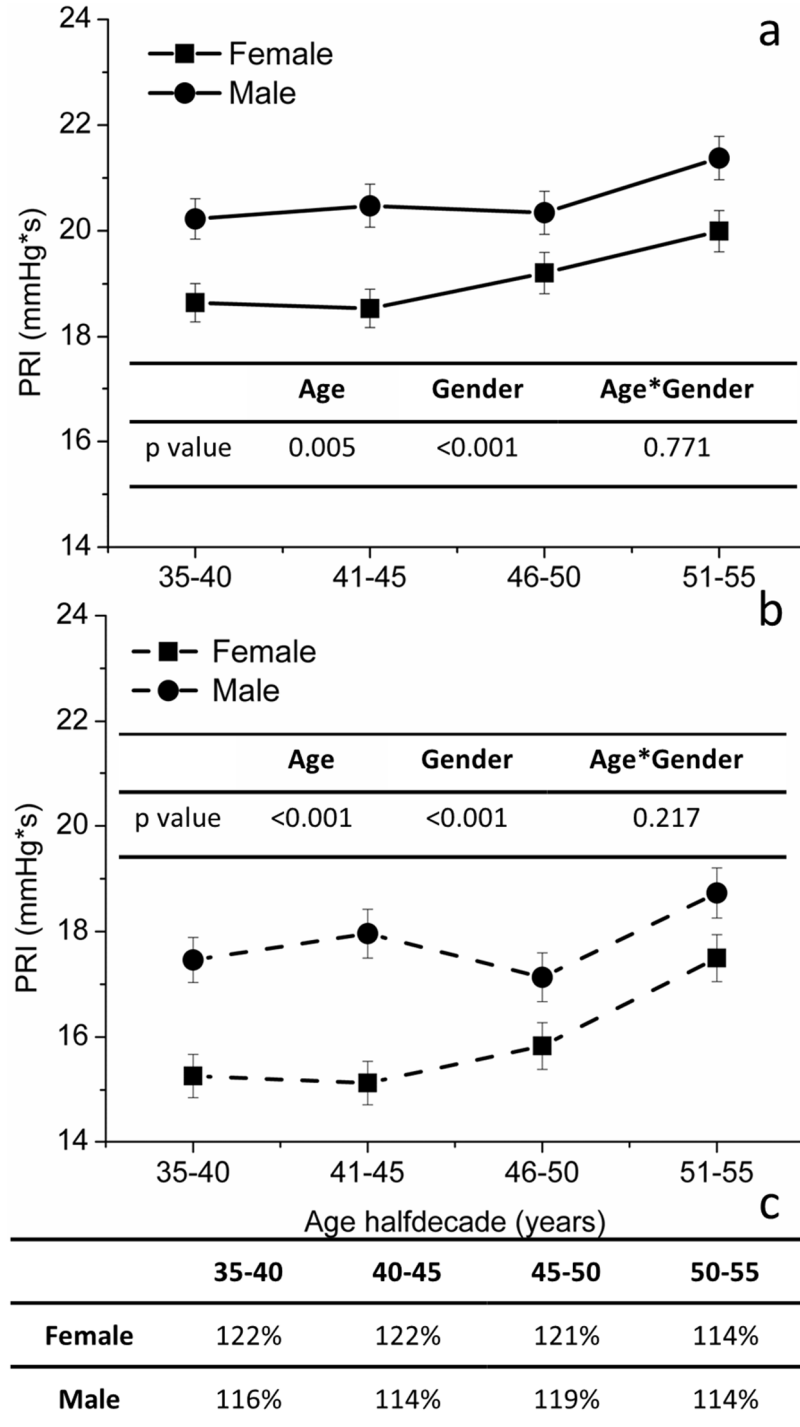 24
a
Female
Male
22
20
18
PRI (mmHg*s)
Age Gender Age*Gender
16
p value 0.005 <0.001 0.771
14
35-40 41-45 46-50 51-55
b
24
Female
Male
22
Age Gender Age*Gender
20
p value <0.001 <0.001 0.217
PRI (mmHg*s)
18
16
14
35-40 41-45 46-50 51-55
Age halfdecade (years)
c
35-40 40-45 45-50 50-55
Female 122% 122% 121% 114%
Male 116% 114% 119% 114%